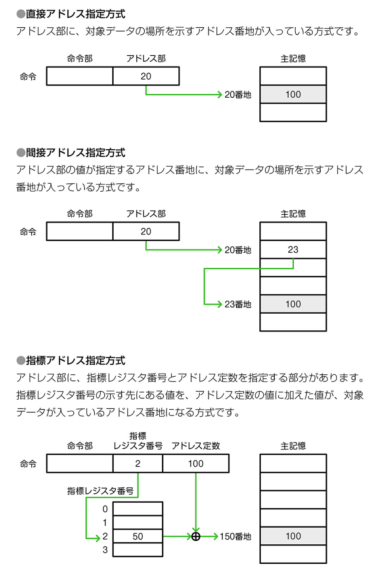 ●直接アドレス指定方式
アドレス部に、対象データの場所を示すアドレス番地が入っている方式です。
命令部 アドレス部 主記憶
命令 20
20番地 100
●間接アドレス指定方式
アドレス部の値が指定するアドレス番地に、対象データの場所を示すアドレス
番地が入っている方式です。
命令部 アドレス部 主記憶
命令 20
20番地 23
23番地 100
●指標アドレス指定方式
アドレス部に、指標レジスタ番号とアドレス定数を指定する部分があります。
指標レジスタ番号の示す先にある値を、アドレス定数の値に加えた値が、対象
データが入っているアドレス番地になる方式です。
指標
命令部 レジスタ番号 アドレス定数 主記憶
命令 2 100
指標レジスタ番号
0
1
2 50 150番地 100
3